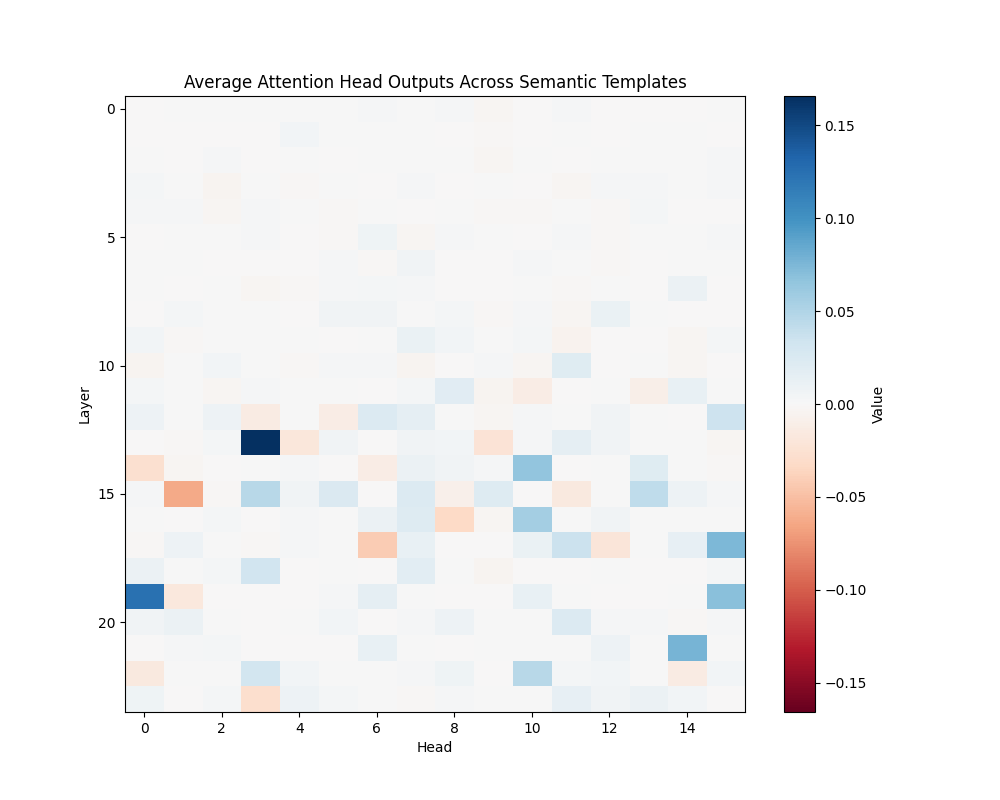 Average Attention Head Outputs Across Semantic Templates
0
5
10
15
20
Layer
0 2 4 6 8 10 12 14
Head
0.15
0.10
0.05
0.00
−0.05
−0.10
−0.15
Value